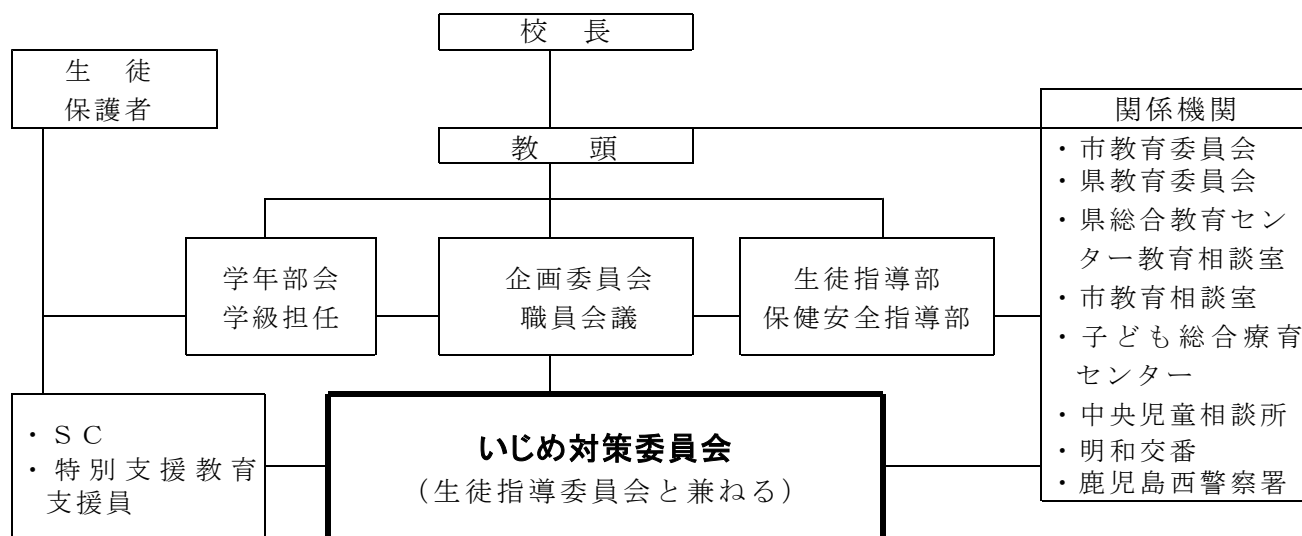 校　長
生　徒
保護者
教　頭
関係機関
・市教育委員会
・県教育委員会
・県総合教育セン
ター教育相談室
・市教育相談室
・子ども総合療育
センター
・中央児童相談所
・明和交番
・鹿児島西警察署
学年部会
学級担任
企画委員会
職員会議
生徒指導部
保健安全指導部
・ＳＣ
・特別支援教育
支援員
いじめ対策委員会
（生徒指導委員会と兼ねる）